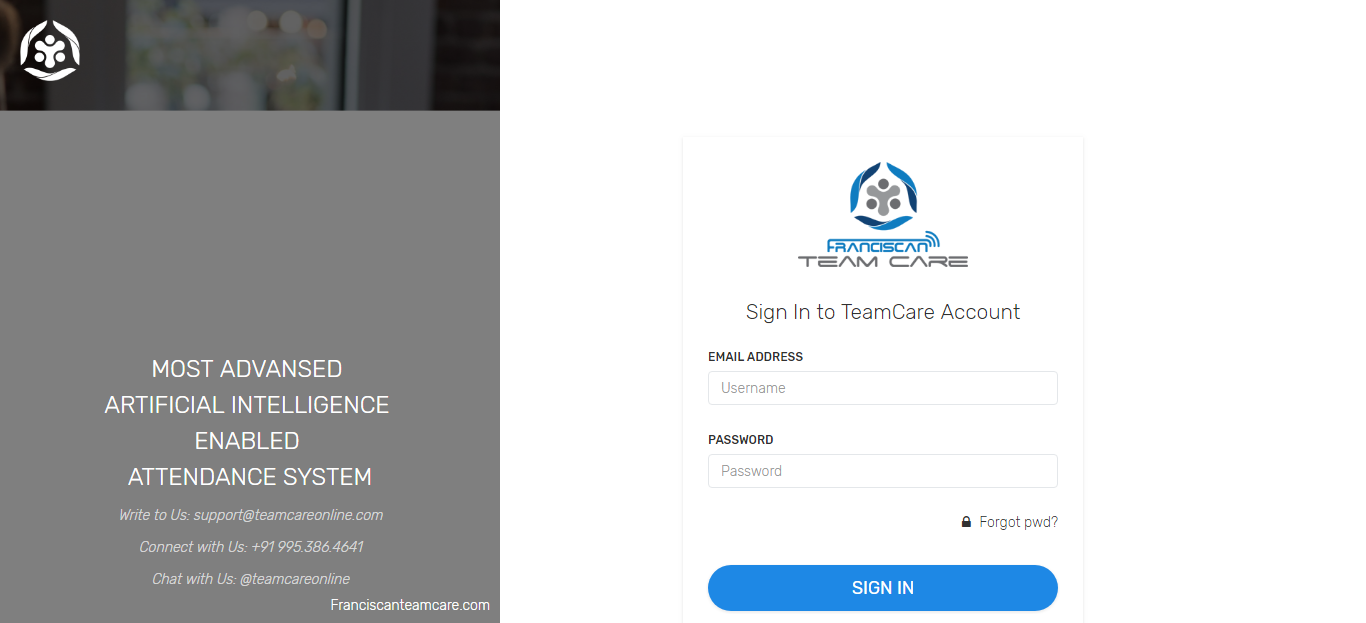 MOST ADVANSED
ARTIFICIAL INTELLIGENCE
ENABLED
ATTENDANCE SYSTEM
Write to Us: support@teamcareonline.com
Connect with Us: +91 995.386.4641
Chat with Us: @teamcareonline
Franciscanteamcare.com
FRANCISCAN
TEAM CARE
Sign In to TeamCare Account
EMAIL ADDRESS
Username
PASSWORD
Password
Forgot pwd?
SIGN IN